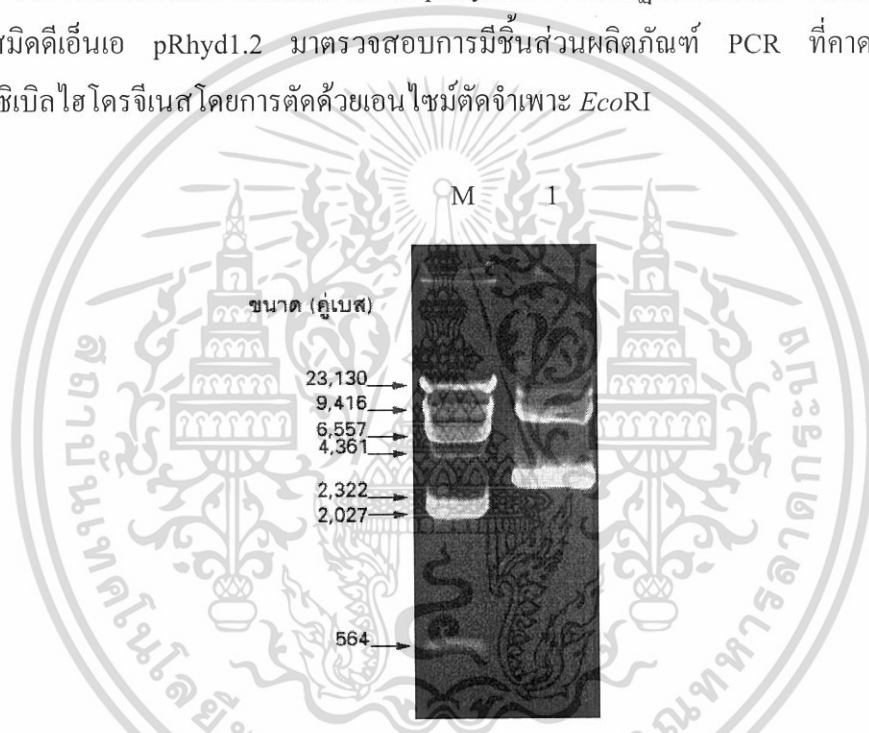 สมิดดีเอ็นเอ pRhyd1.2 มาตรวจสอบการมีชิ้นส่วนผลิตภัณฑ์ PCR ที่คาด
ซิเบิลไฮโดรจีเนสโดยการตัดด้วยเอนไซม์ตัดจำเพาะ EcoRI
M 1
ขนาด (คู่เบส)
23,130
9,416
6,557
4,361
2,322
2,027
564